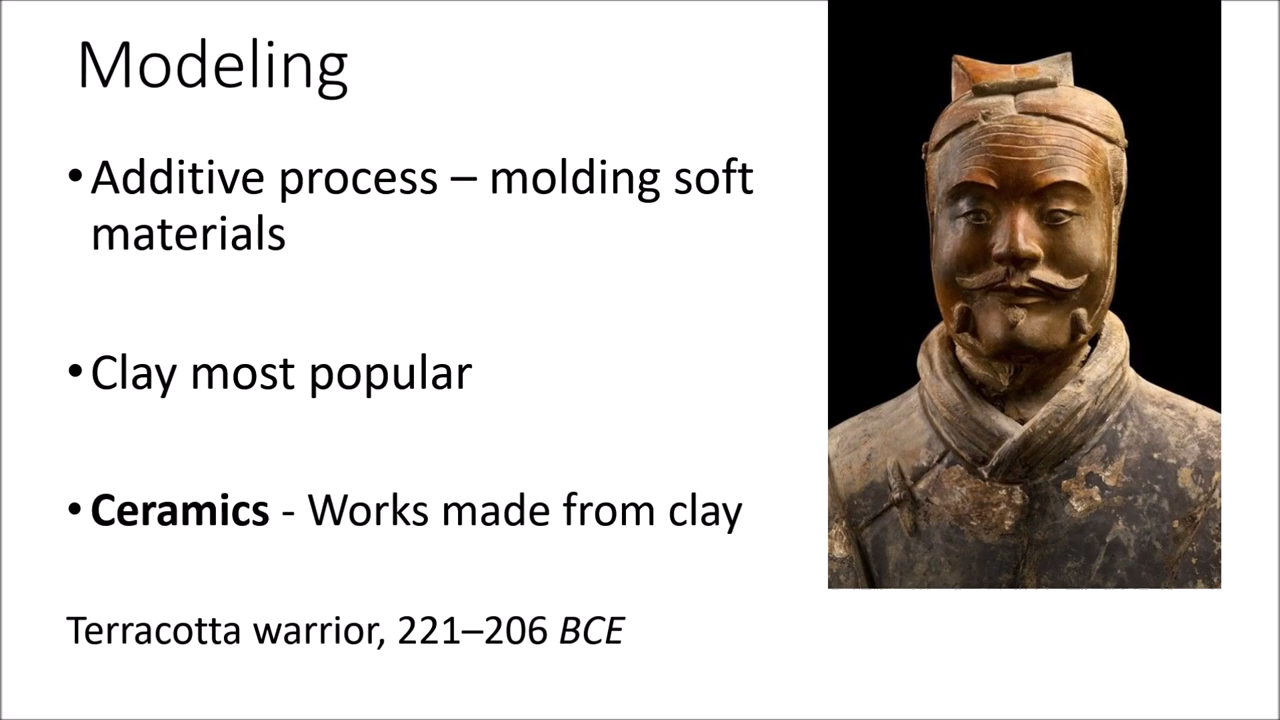 Modeling
•Additive process – molding soft
materials
•Clay most popular
•Ceramics - Works made from clay
Terracotta warrior, 221–206 BCE